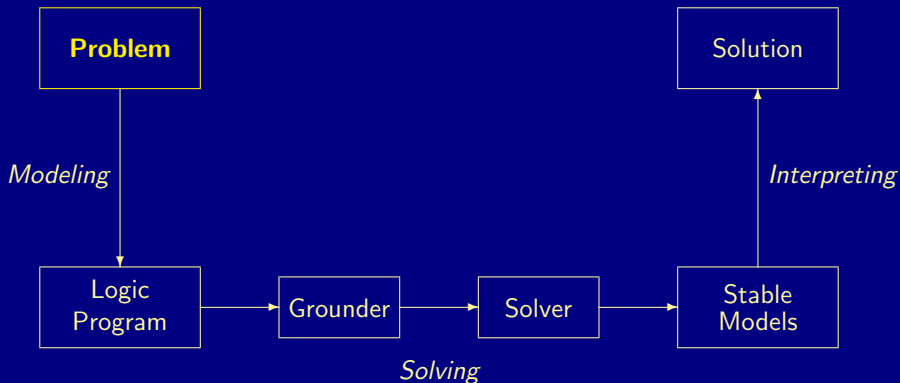 Problem
Solution
Modeling
Interpreting
Logic
Program
Grounder
Solver
Stable
Models
Solving